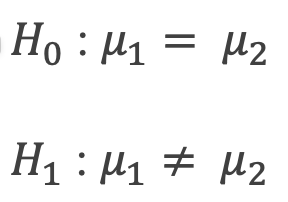 H₀ : μ₁ = μ₂
H₁ : μ₁ ≠ μ₂